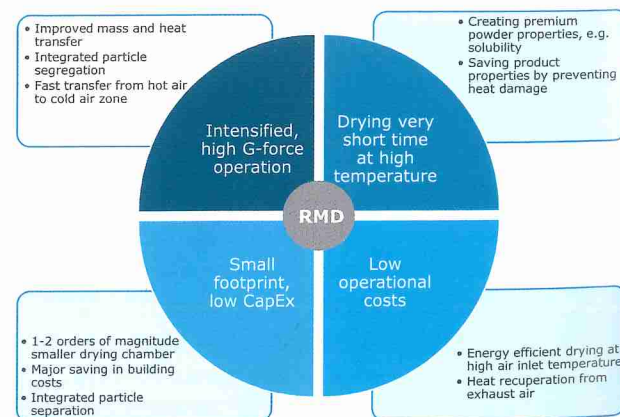 • Improved mass and heat
transfer
• Integrated particle
segregation
• Fast transfer from hot air
to cold air zone
• Creating premium
powder properties, e.g.
solubility
• Saving product
properties by preventing
heat damage
Intensified,
high G-force
operation
Drying very
short time
at high
temperature
RMD
Small
footprint,
low CapEx
Low
operational
costs
• 1-2 orders of magnitude
smaller drying chamber
• Major saving in building
costs
• Integrated particle
separation
• Energy efficient drying at
high air inlet temperature
• Heat recuperation from
exhaust air